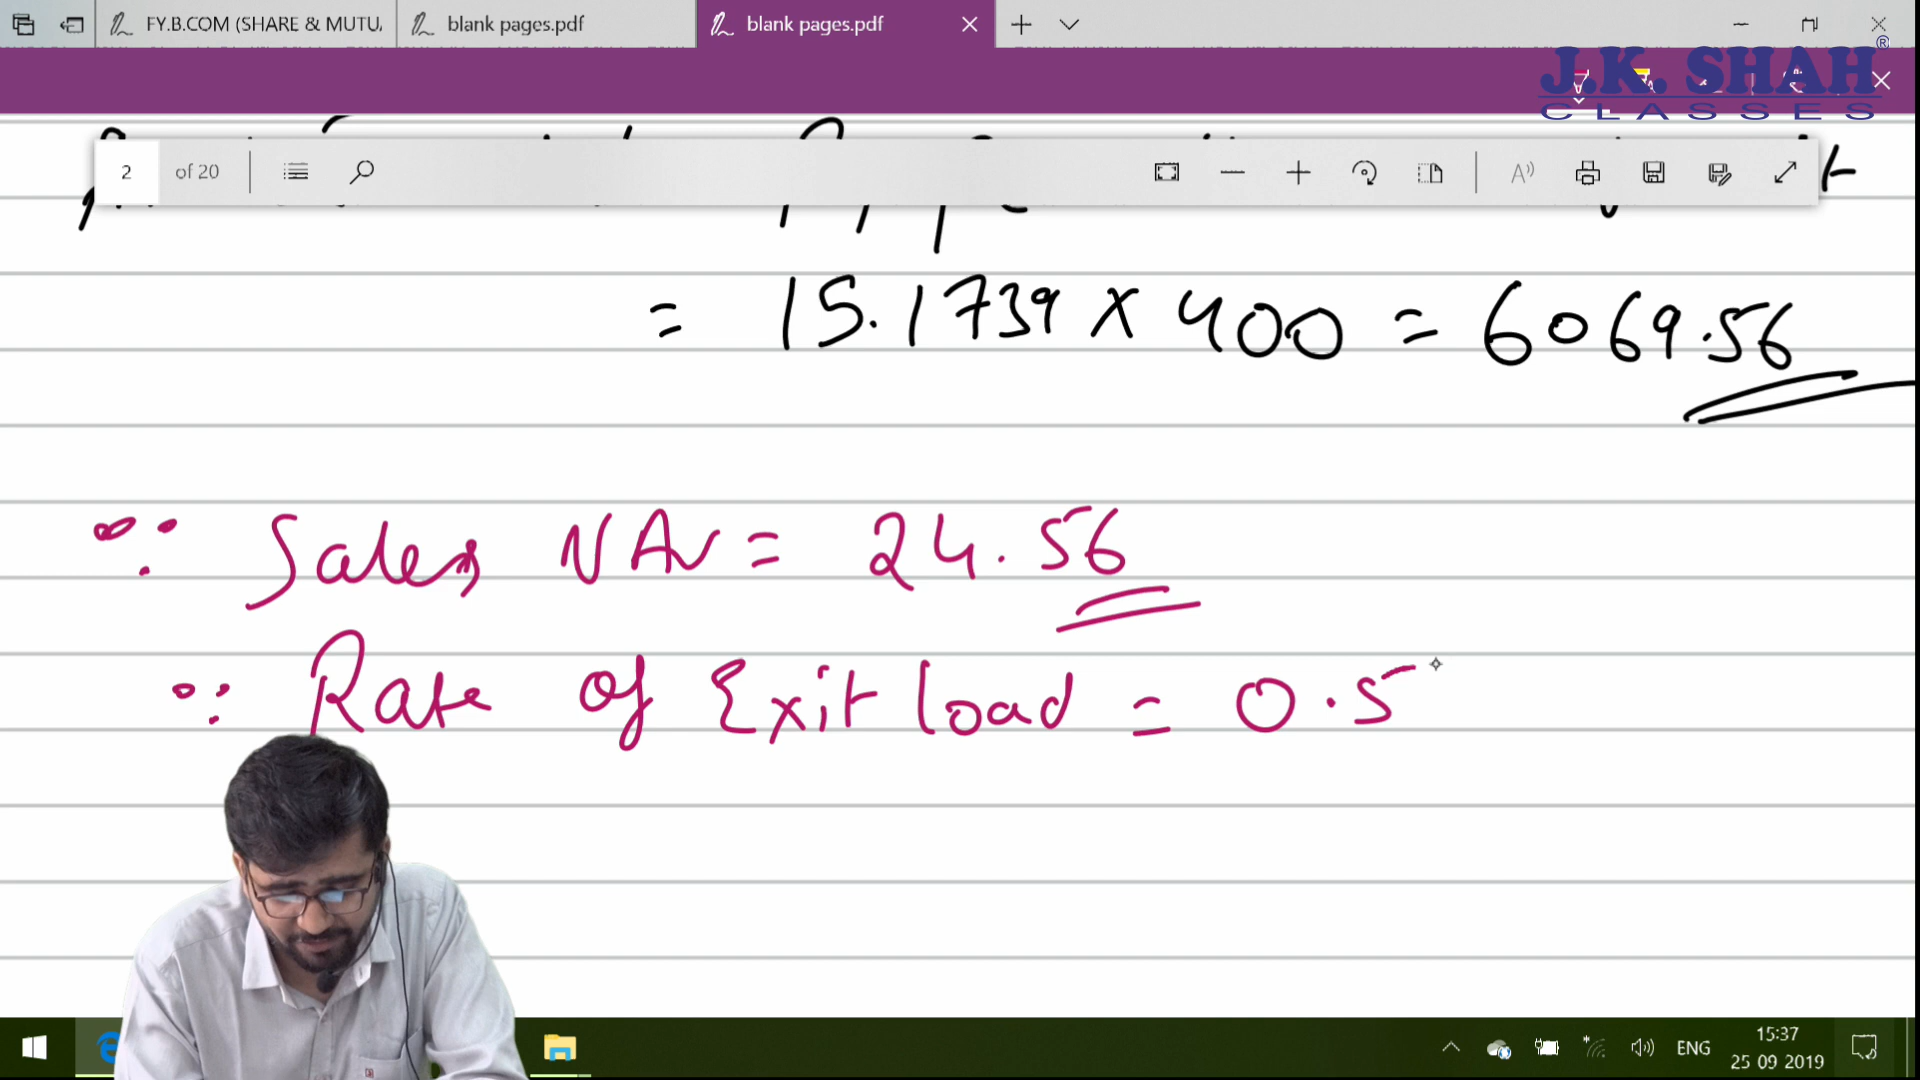 FY.B.COM (SHARE & MUTU
blank pages.pdf
blank pages.pdf
J.K. SHAH®
CLASSES
2 of 20
= 15.1739 x 400 = 6069.56
∵ Sales NAV = 24.56
∵ Rate of Exit load = 0.5
ENG
15:37
25 09 2019